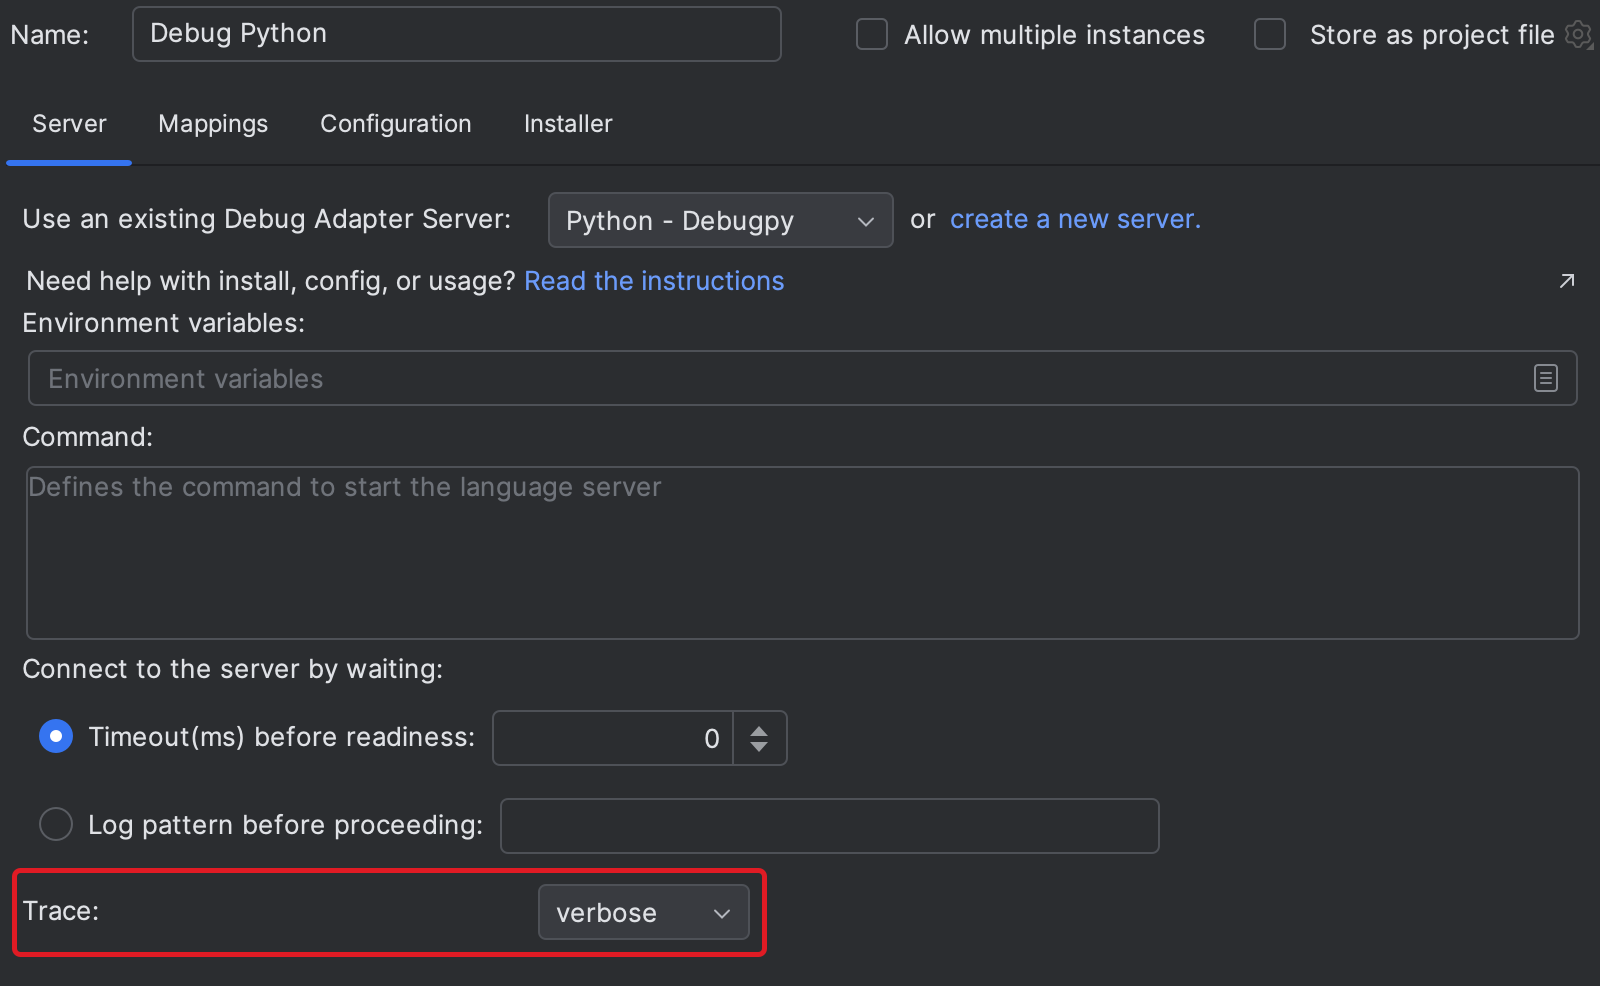 Name: Debug Python Allow multiple instances Store as project file
Server Mappings Configuration Installer
Use an existing Debug Adapter Server: Python - Debugpy or create a new server.
Need help with install, config, or usage? Read the instructions
Environment variables:
Environment variables
Command:
Defines the command to start the language server
Connect to the server by waiting:
Timeout(ms) before readiness: 0
Log pattern before proceeding:
Trace: verbose